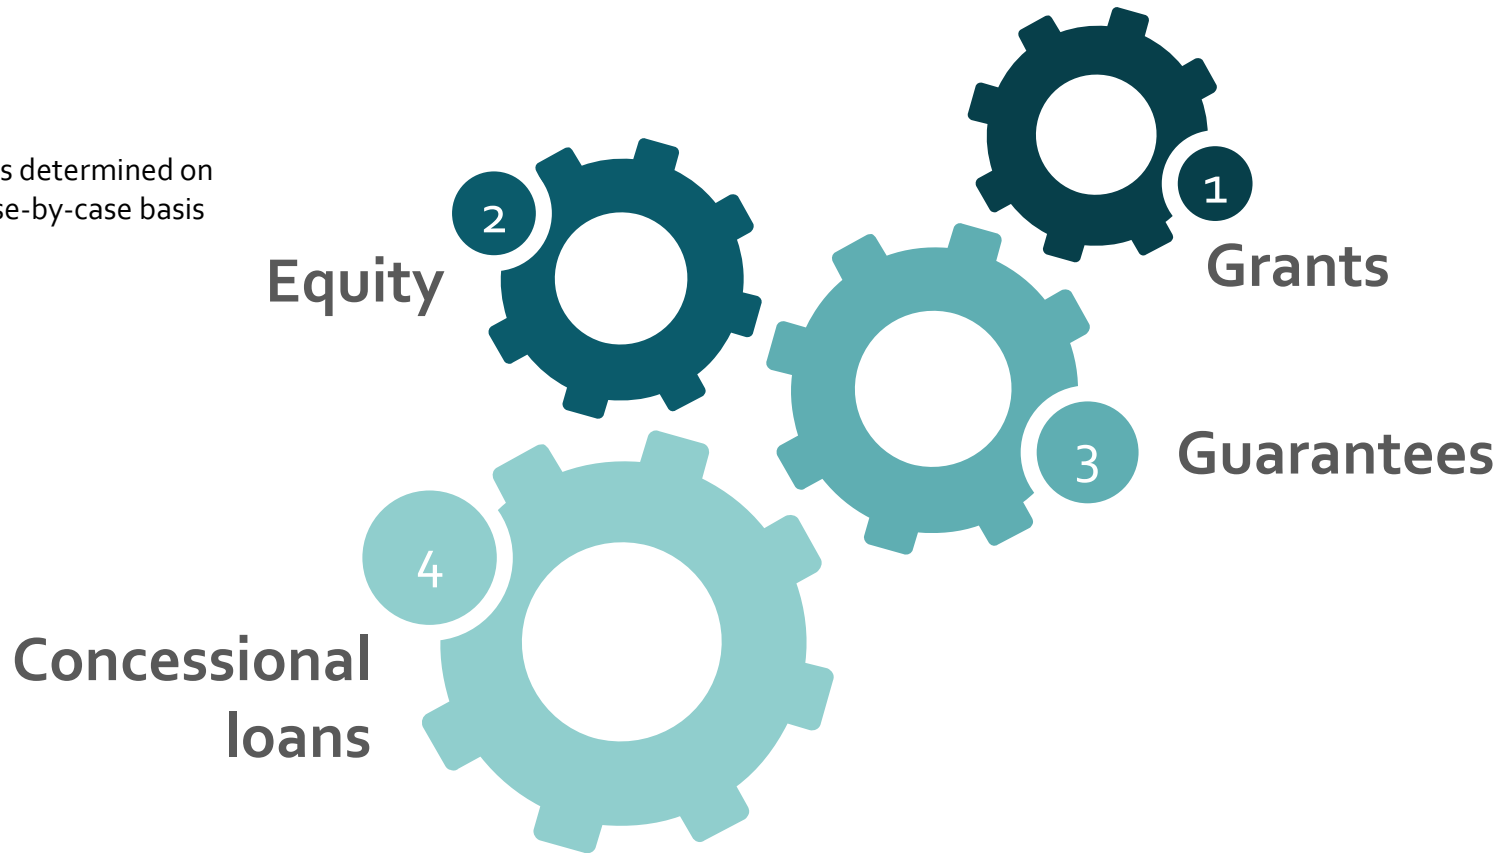 s determined on
se-by-case basis
1
Grants
2
Equity
3
Guarantees
4
Concessional
loans